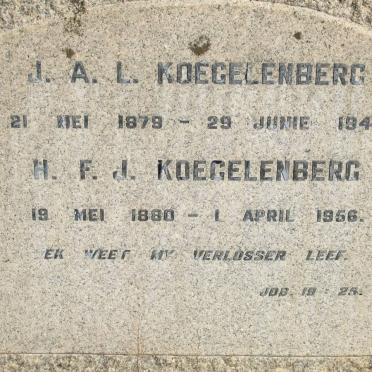 J. A. L. KOEGELENBERG
21 MEI 1879 - 29 JUNIE 194
H. F. J. KOEGELENBERG
19 MEI 1880 - 1 APRIL 1956.
EK WEET MY VERLOSSER LEEF.
JOB. 19 : 25.